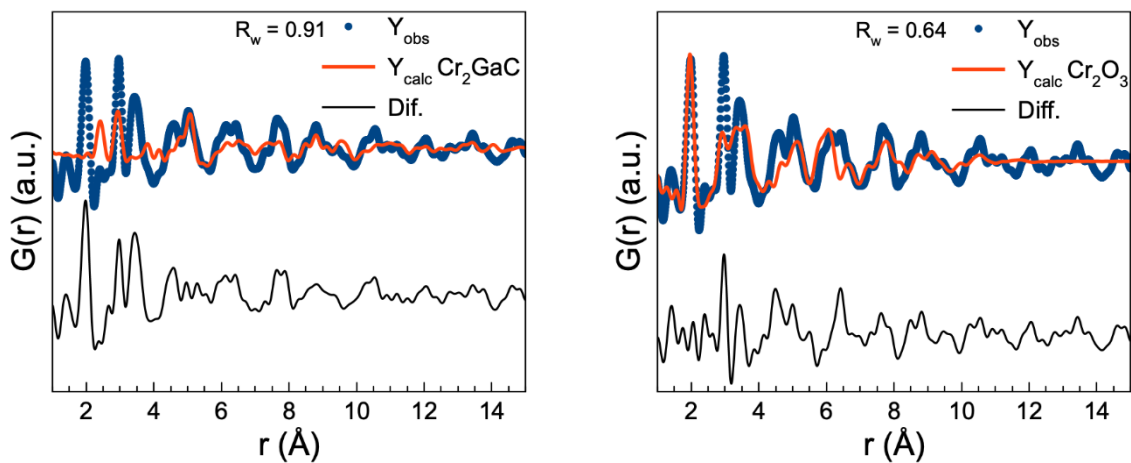 R_w = 0.91
Y_obs
Y_calc Cr₂GaC
Dif.
G(r) (a.u.)
2 4 6 8 10 12 14
r (Å)
R_w = 0.64
Y_obs
Y_calc Cr₂O₃
Diff.
G(r) (a.u.)
2 4 6 8 10 12 14
r (Å)